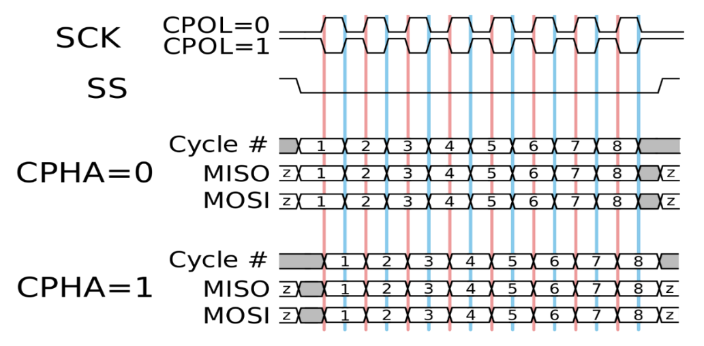 SCK CPOL=0
CPOL=1
SS
Cycle # 1 2 3 4 5 6 7 8
CPHA=0 MISO z 1 2 3 4 5 6 7 8 z
MOSI z 1 2 3 4 5 6 7 8 z
Cycle # 1 2 3 4 5 6 7 8
CPHA=1 MISO z 1 2 3 4 5 6 7 8 z
MOSI z 1 2 3 4 5 6 7 8 z